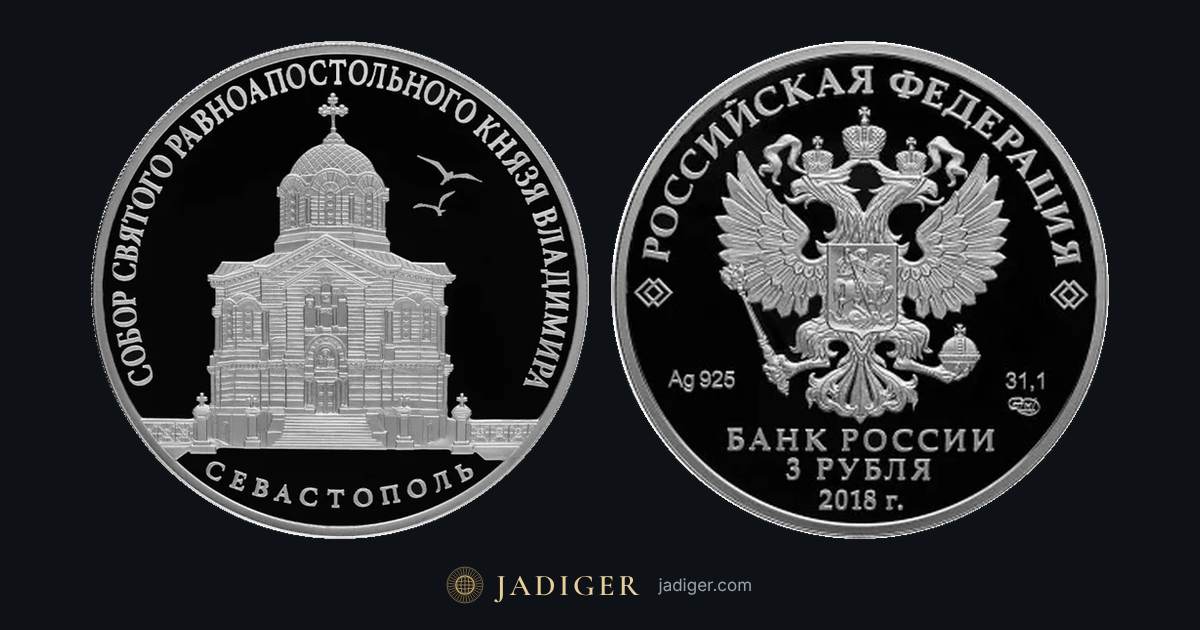 СОБОР СВЯТОГО РАВНОАПОСТОЛЬНОГО КНЯЗЯ ВЛАДИМИРА
СЕВАСТОПОЛЬ
РОССИЙСКАЯ ФЕДЕРАЦИЯ
Ag 925
31,1
БАНК РОССИИ
3 РУБЛЯ
2018 г.
JADIGER
jadiger.com